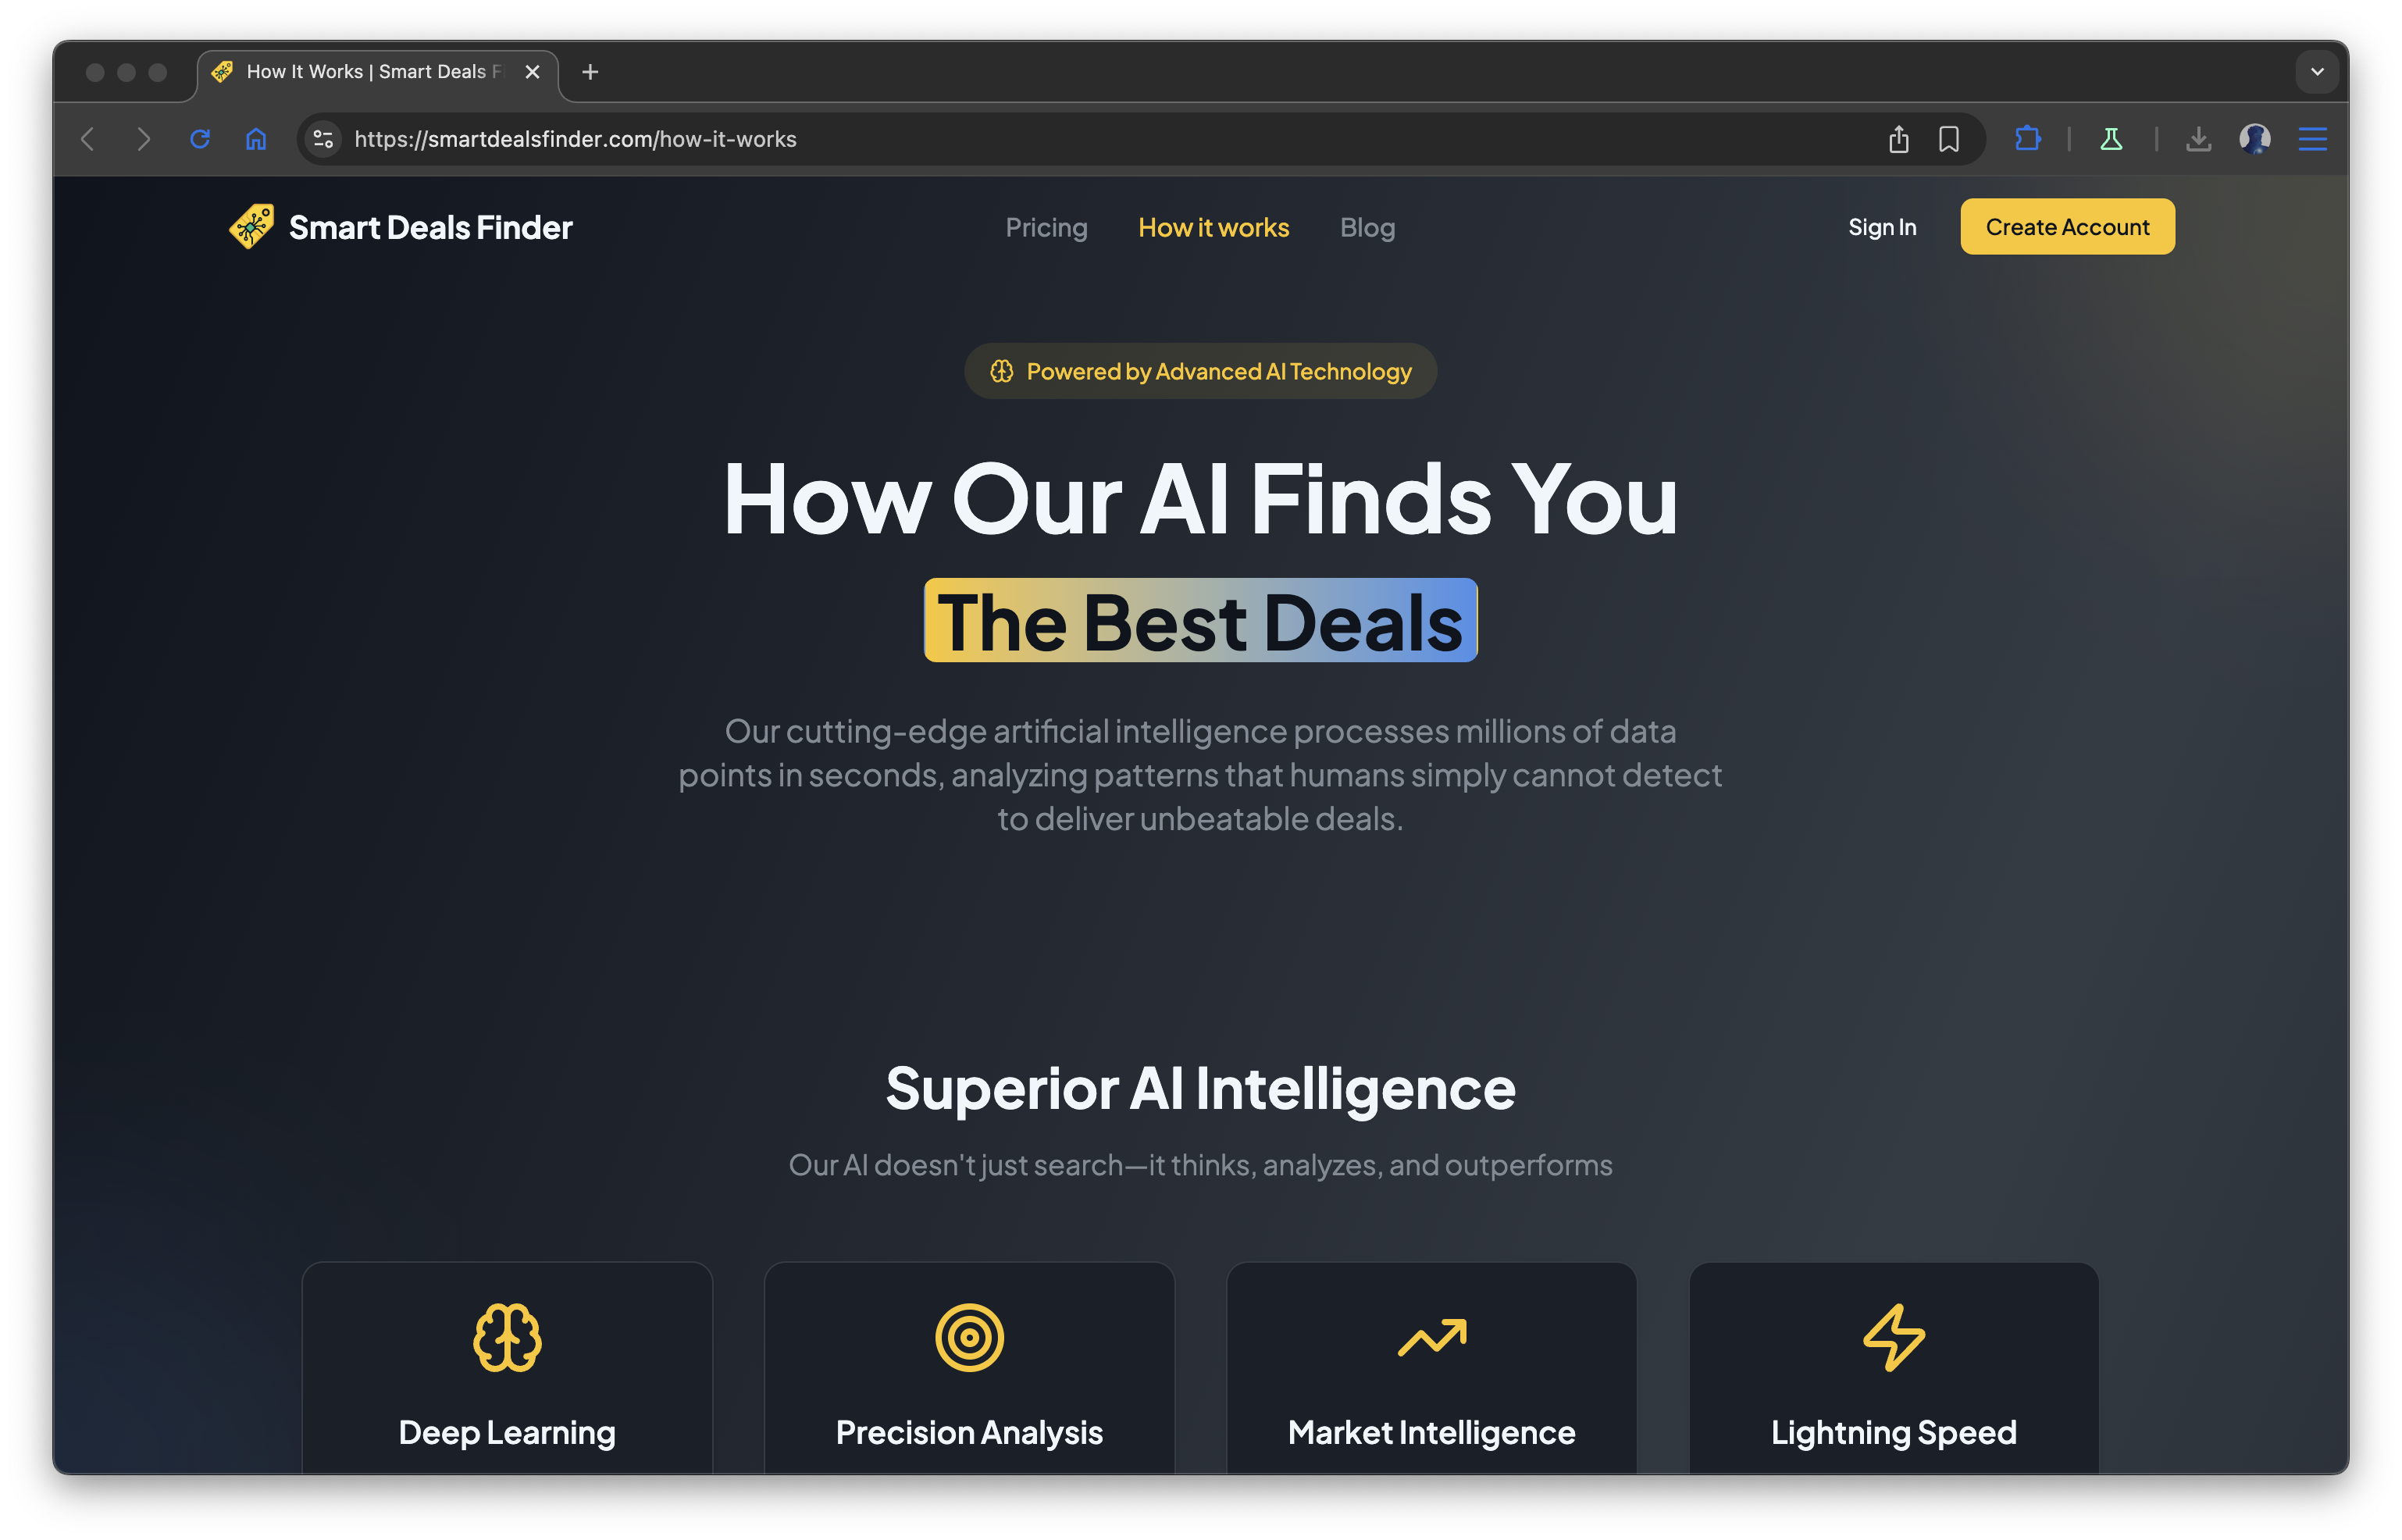 How It Works | Smart Deals
https://smartdealsfinder.com/how-it-works
Smart Deals Finder
Pricing
How it works
Blog
Sign In
Create Account
Powered by Advanced AI Technology
How Our AI Finds You
The Best Deals
Our cutting-edge artificial intelligence processes millions of data
points in seconds, analyzing patterns that humans simply cannot detect
to deliver unbeatable deals.
Superior AI Intelligence
Our AI doesn't just search—it thinks, analyzes, and outperforms
Deep Learning
Precision Analysis
Market Intelligence
Lightning Speed